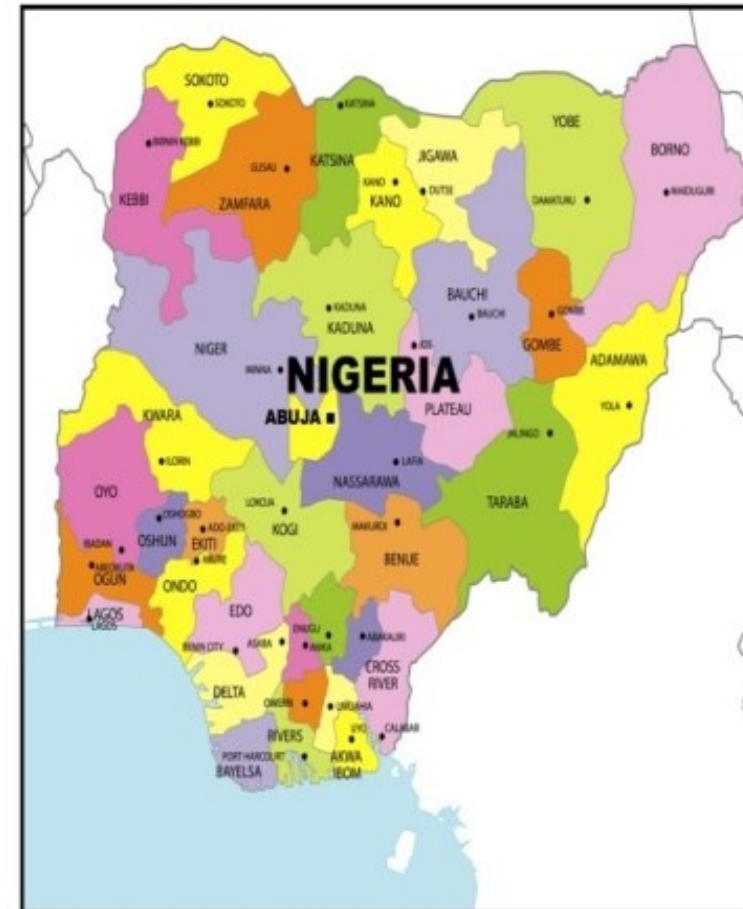 SOKOTO
SOKOTO
KATSINA
BIRNIN KEBBI
YOBE
JIGAWA
BORNO
GUSAU
KATSINA
KANO
DUTSE
MAIDUGURI
KEBBI
ZAMFARA
KANO
DAMATURU
BAUCHI
KADUNA
KADUNA
BAUCHI
GOMBE
NIGER
JOS
GOMBE
ADAMAWA
MINNA
NIGERIA
PLATEAU
YOLA
KWARA
ABUJA
JALINGO
ILORIN
LAFIA
NASSARAWA
OYO
TARABA
LOKOJA
OSHOGBO
KOGI
ADO-EKITI
MAKURDI
IBADAN
OSHUN
EKITI
BENUE
ABEOKUTA
AKURE
OGUN
ONDO
LAGOS
LAGOS
EDO
ENUGU
ABAKALIKI
BENIN CITY
ASABA
AWKA
CROSS
RIVER
DELTA
OWERRI
UMUAHIA
RIVERS
UYO
CALABAR
PORT HARCOURT
AKWA
IBOM
BAYELSA